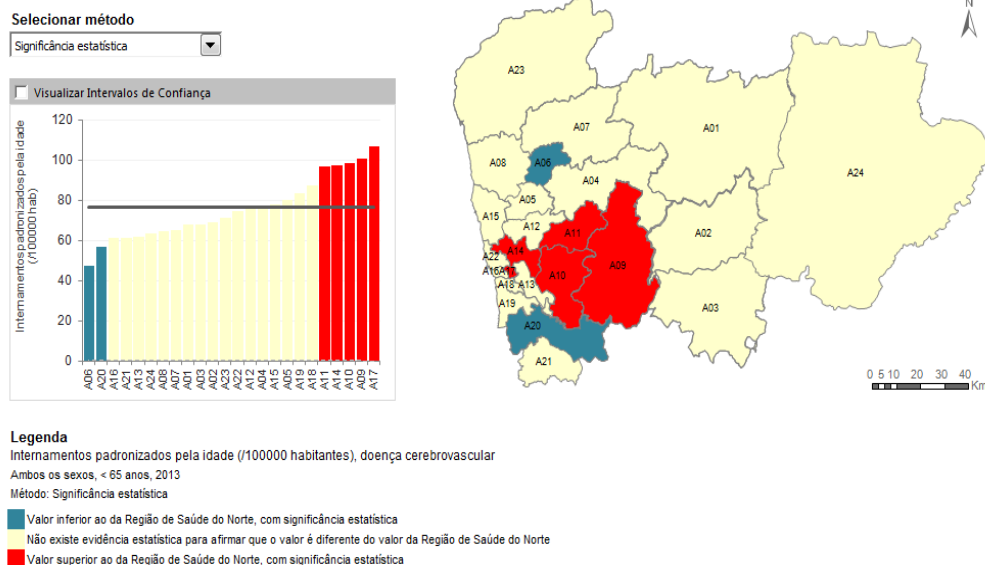 Selecionar método
Significância estatística
Visualizar Intervalos de Confiança
Internamentos padronizados pela idade
(/100000 hab)
120
100
80
60
40
20
0
A06 A20 A16 A21 A13 A24 A08 A07 A01 A03 A02 A23 A22 A12 A04 A15 A05 A19 A18 A11 A14 A10 A09 A17
N
A23
A07
A01
A08
A06
A04
A24
A05
A15
A12
A11
A02
A14
A22
A16
A17
A10
A09
A18
A13
A19
A03
A20
A21
0 5 10 20 30 40
Km
Legenda
Internamentos padronizados pela idade (/100000 habitantes), doença cerebrovascular
Ambos os sexos, < 65 anos, 2013
Método: Significância estatística
Valor inferior ao da Região de Saúde do Norte, com significância estatística
Não existe evidência estatística para afirmar que o valor é diferente do valor da Região de Saúde do Norte
Valor superior ao da Região de Saúde do Norte, com significância estatística